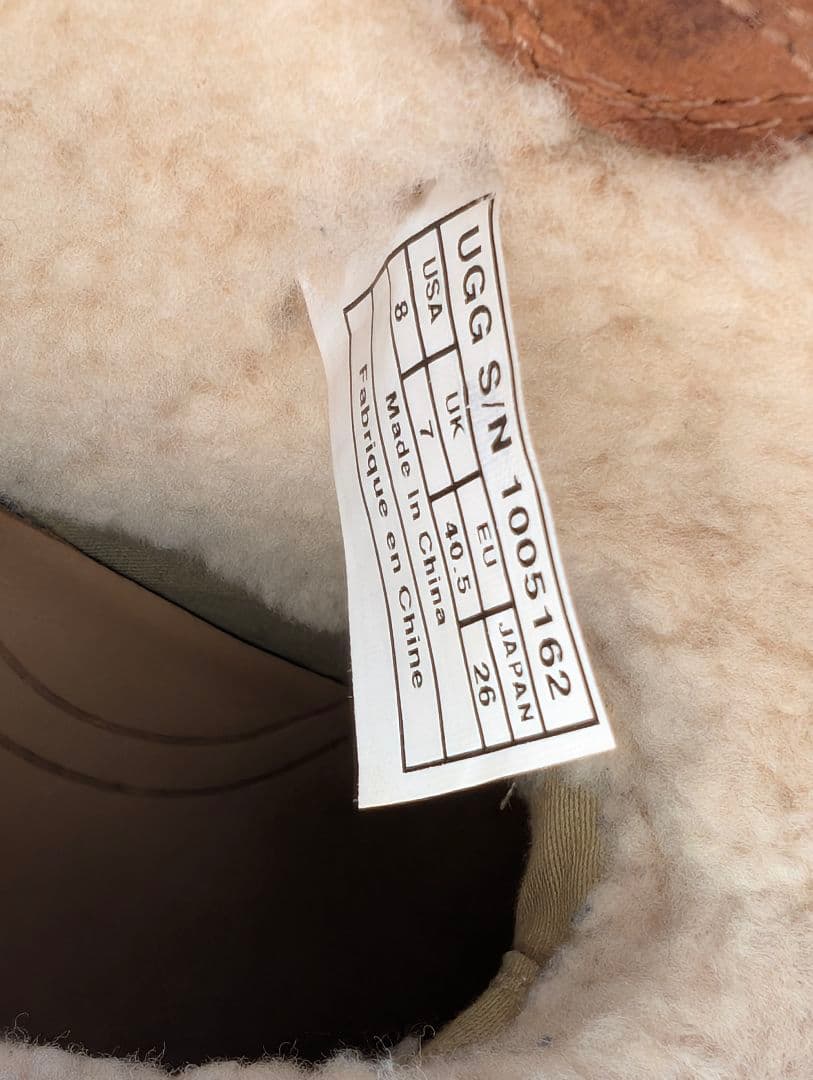 UGG S/N 1005162
USA UK EU JAPAN
8 7 40.5 26
Made In China
Fabrique en Chine